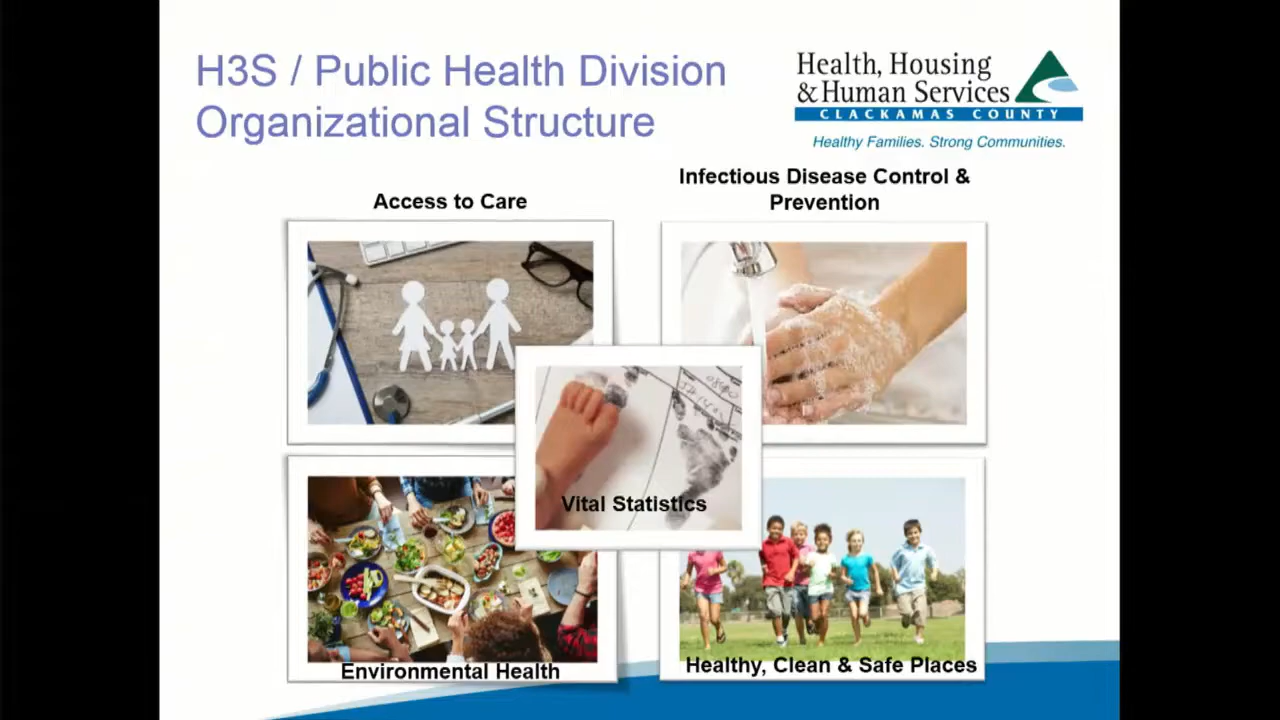 H3S / Public Health Division
Organizational Structure
Health, Housing
& Human Services
CLACKAMAS COUNTY
Healthy Families. Strong Communities.
Access to Care
Infectious Disease Control &
Prevention
Vital Statistics
Environmental Health
Healthy, Clean & Safe Places